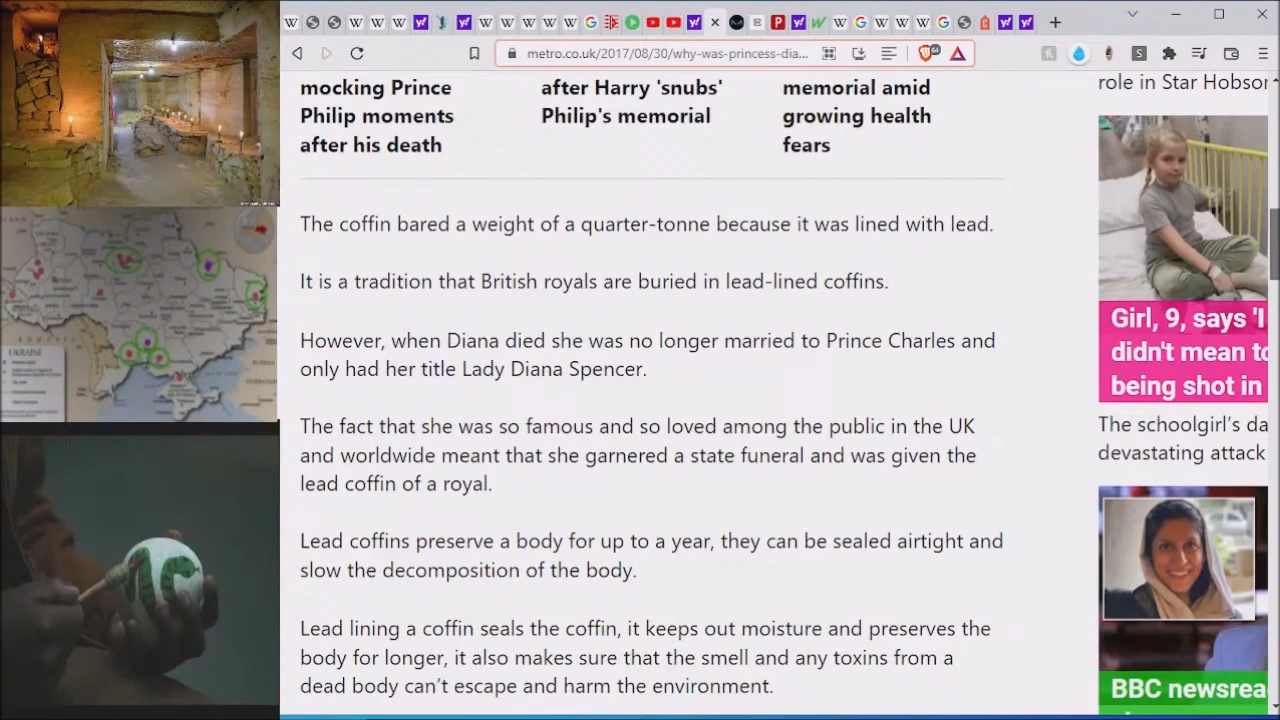 metro.co.uk/2017/08/30/why-was-princess-dia...
mocking Prince
Philip moments
after his death
after Harry 'snubs'
Philip's memorial
memorial amid
growing health
fears
The coffin bared a weight of a quarter-tonne because it was lined with lead.
It is a tradition that British royals are buried in lead-lined coffins.
However, when Diana died she was no longer married to Prince Charles and
only had her title Lady Diana Spencer.
The fact that she was so famous and so loved among the public in the UK
and worldwide meant that she garnered a state funeral and was given the
lead coffin of a royal.
Lead coffins preserve a body for up to a year, they can be sealed airtight and
slow the decomposition of the body.
Lead lining a coffin seals the coffin, it keeps out moisture and preserves the
body for longer, it also makes sure that the smell and any toxins from a
dead body can't escape and harm the environment.
role in Star Hobson
Girl, 9, says 'I
didn't mean to
being shot in
The schoolgirl's da
devastating attack
BBC newsrea
UKRAINE